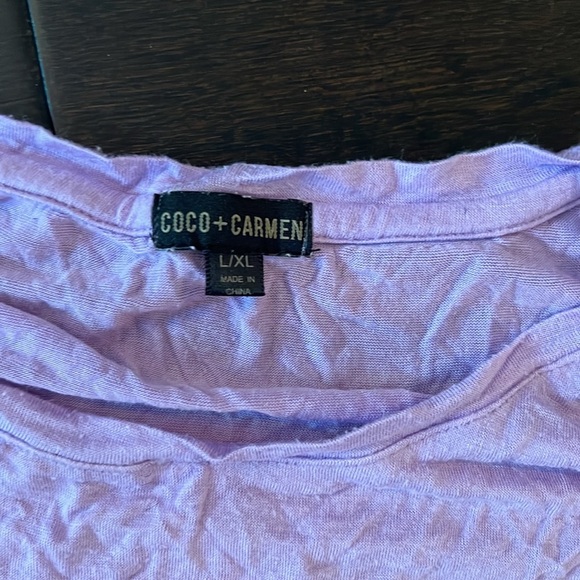 COCO+CARMEN
L/XL
MADE IN
CHINA